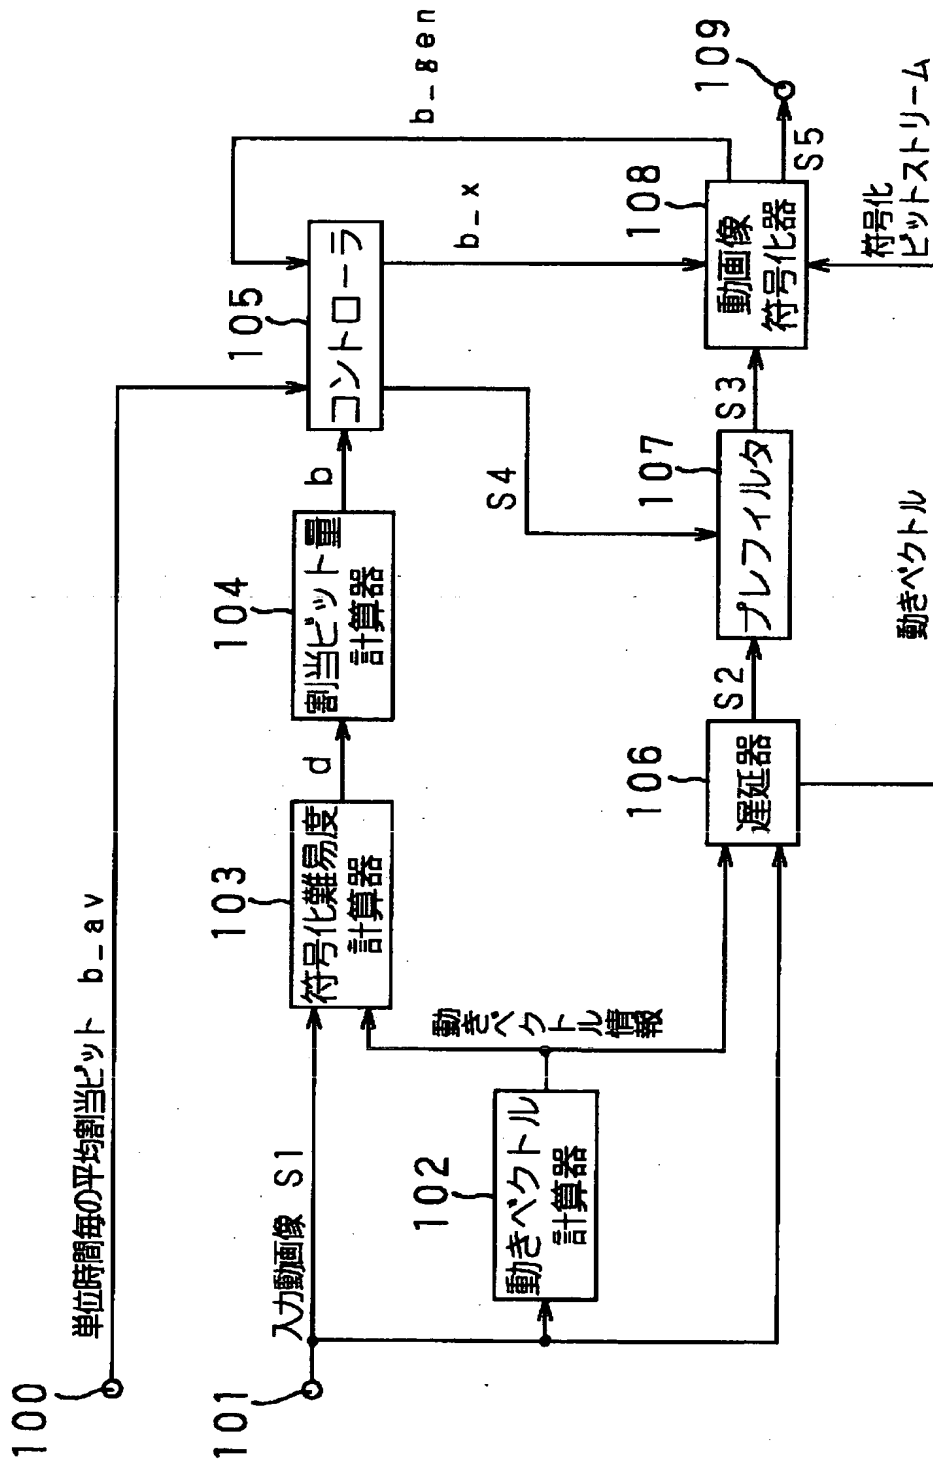 100
単位時間毎の平均割当ビット b_av
101
入力動画像 S1
102
動きベクトル
計算器
動きベクトル情報
103
符号化難易度
計算器
d
104
割当ビット量
計算器
b
105
コントローラ
b_gen
b_x
S4
106
遅延器
S2
107
プレフィルタ
S3
108
動画像
符号化器
S5
109
動きベクトル
符号化
ビットストリーム